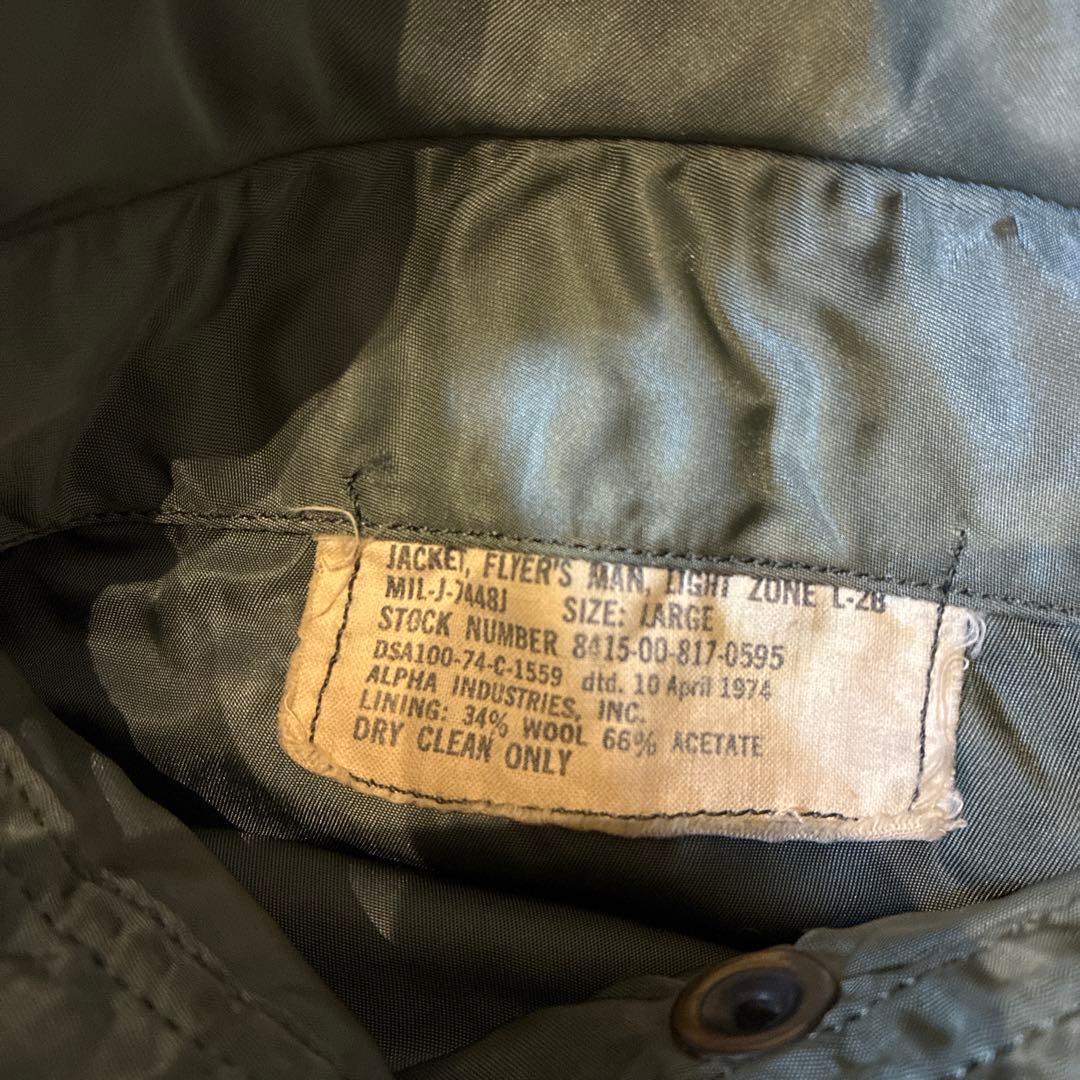 JACKET, FLYER'S MAN, LIGHT ZONE L-2B
MIL-J-7448J SIZE: LARGE
STOCK NUMBER 8415-00-817-0595
DSA100-74-C-1559 dtd. 10 April 1974
ALPHA INDUSTRIES, INC.
LINING: 34% WOOL 66% ACETATE
DRY CLEAN ONLY